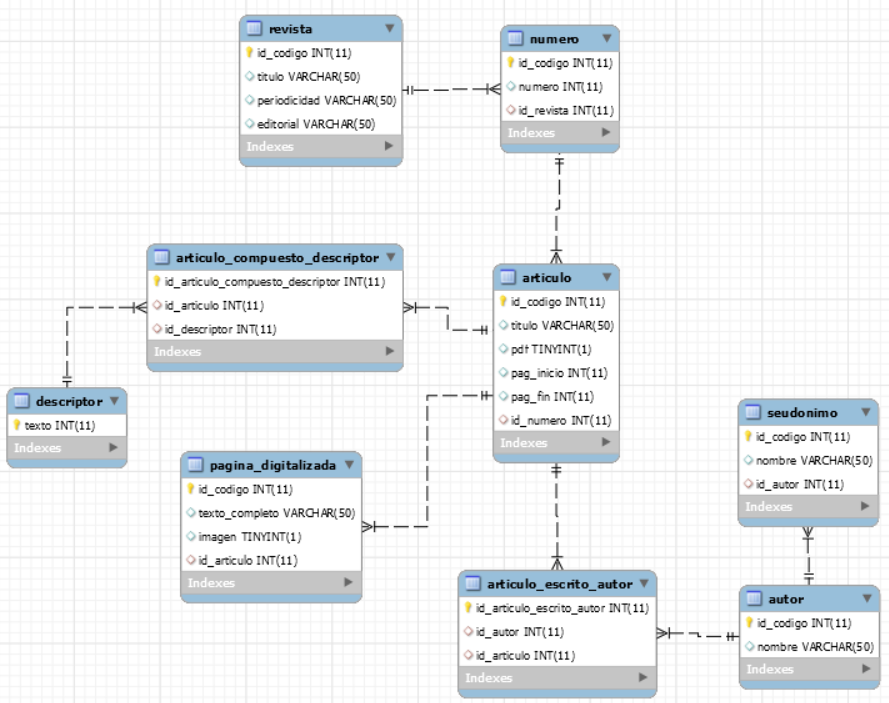 revista
id_codigo INT(11)
titulo VARCHAR(50)
periodicidad VARCHAR(50)
editorial VARCHAR(50)
Indexes
numero
id_codigo INT(11)
numero INT(11)
id_revista INT(11)
Indexes
articulo_compuesto_descriptor
id_articulo_compuesto_descriptor INT(11)
id_articulo INT(11)
id_descriptor INT(11)
Indexes
articulo
id_codigo INT(11)
titulo VARCHAR(50)
pdf TINYINT(1)
pag_inicio INT(11)
pag_fin INT(11)
id_numero INT(11)
Indexes
descriptor
texto INT(11)
Indexes
pagina_digitalizada
id_codigo INT(11)
texto_completo VARCHAR(50)
imagen TINYINT(1)
id_articulo INT(11)
Indexes
seudonimo
id_codigo INT(11)
nombre VARCHAR(50)
id_autor INT(11)
Indexes
articulo_escrito_autor
id_articulo_escrito_autor INT(11)
id_autor INT(11)
id_articulo INT(11)
Indexes
autor
id_codigo INT(11)
nombre VARCHAR(50)
Indexes